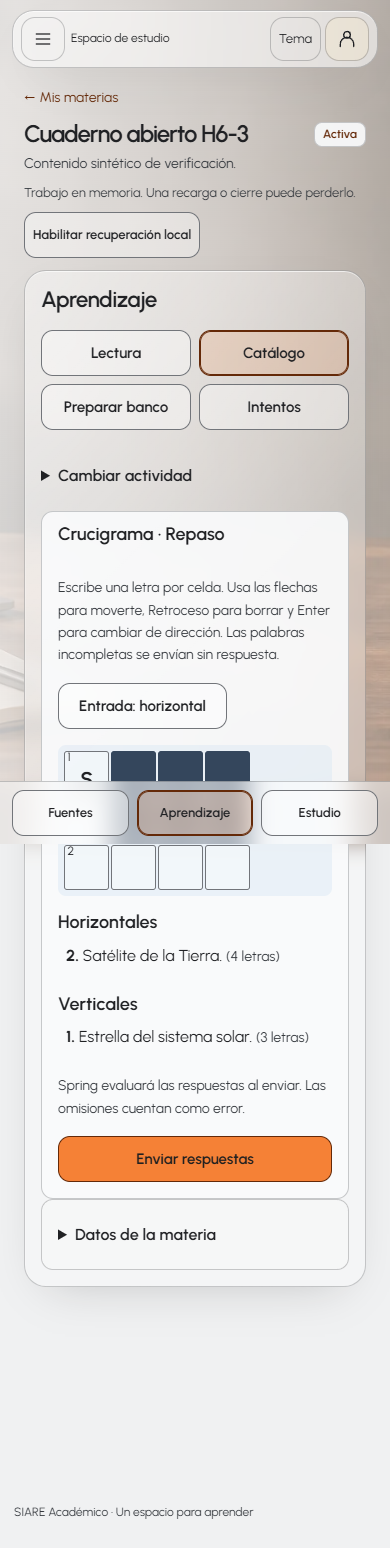 Espacio de estudio
Tema
← Mis materias
Cuaderno abierto H6-3
Activa
Contenido sintético de verificación.
Trabajo en memoria. Una recarga o cierre puede perderlo.
Habilitar recuperación local
Aprendizaje
Lectura
Catálogo
Preparar banco
Intentos
▶ Cambiar actividad
Crucigrama · Repaso
Escribe una letra por celda. Usa las flechas
para moverte, Retroceso para borrar y Enter
para cambiar de dirección. Las palabras
incompletas se envían sin respuesta.
Entrada: horizontal
1
S
Fuentes
Aprendizaje
Estudio
2
Horizontales
2. Satélite de la Tierra. (4 letras)
Verticales
1. Estrella del sistema solar. (3 letras)
Spring evaluará las respuestas al enviar. Las
omisiones cuentan como error.
Enviar respuestas
▶ Datos de la materia
SIARE Académico · Un espacio para aprender